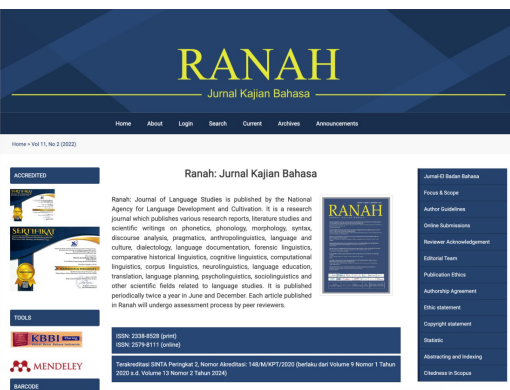 RANAH
Jurnal Kajian Bahasa
Home About Login Search Current Archives Announcements
Home > Vol 11, No 2 (2022)
ACCREDITED
SERTIFIKAT
SERTIFIKAT
TOOLS
KBBI
MENDELEY
BARCODE
Ranah: Jurnal Kajian Bahasa
Ranah: Journal of Language Studies is published by the National
Agency for Language Development and Cultivation. It is a research
journal which publishes various research reports, literature studies and
scientific writings on phonetics, phonology, morphology, syntax,
discourse analysis, pragmatics, anthropolinguistics, language and
culture, dialectology, language documentation, forensic linguistics,
comparative historical linguistics, cognitive linguistics, computational
linguistics, corpus linguistics, neurolinguistics, language education,
translation, language planning, psycholinguistics, sociolinguistics and
other scientific fields related to language studies. It is published
periodically twice a year in June and December. Each article published
in Ranah will undergo assessment process by peer reviewers.
RANAH
ISSN: 2338-8528 (print)
ISSN: 2579-8111 (online)
Terakreditasi SINTA Peringkat 2, Nomor Akreditasi: 148/M/KPT/2020 (berlaku dari Volume 9 Nomor 1 Tahun
2020 s.d. Volume 13 Nomor 2 Tahun 2024)
Jurnal-El Badan Bahasa
Focus & Scope
Author Guidelines
Online Submissions
Reviewer Acknowledgement
Editorial Team
Publication Ethics
Authorship Agreement
Ethic statement
Copyright statement
Statistic
Abstracting and Indexing
Citedness in Scopus